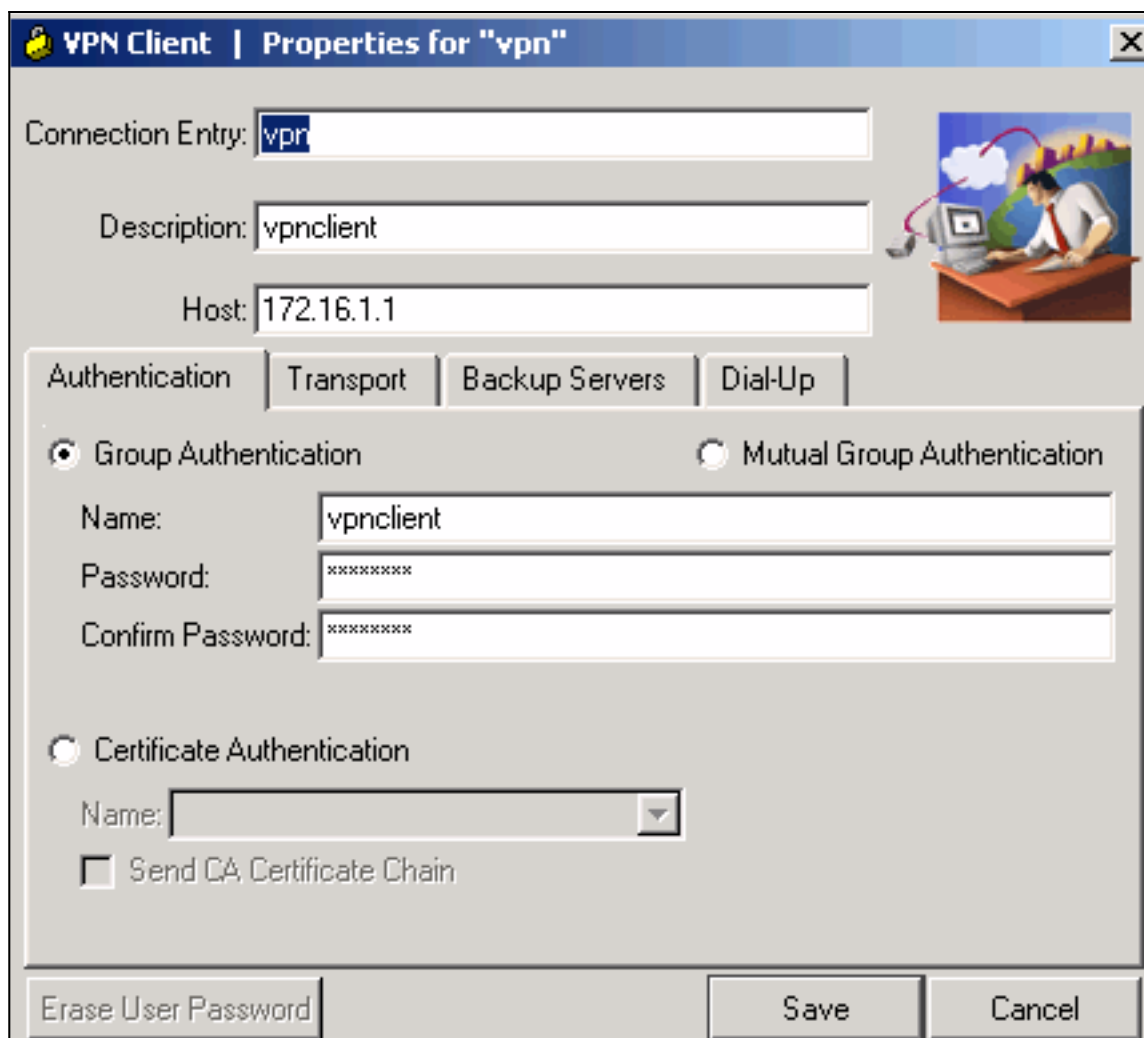 VPN Client | Properties for "vpn"
Connection Entry: vpn
Description: vpnclient
Host: 172.16.1.1
Authentication Transport Backup Servers Dial-Up
Group Authentication Mutual Group Authentication
Name: vpnclient
Password: ********
Confirm Password: ********
Certificate Authentication
Name:
Send CA Certificate Chain
Erase User Password Save Cancel